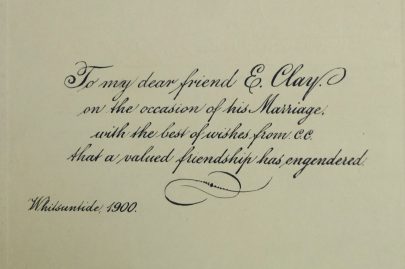 To my dear friend E. Clay.
on the occasion of his Marriage,
with the best of wishes from C.C.
that a valued friendship has engendered
Whitsuntide, 1900.